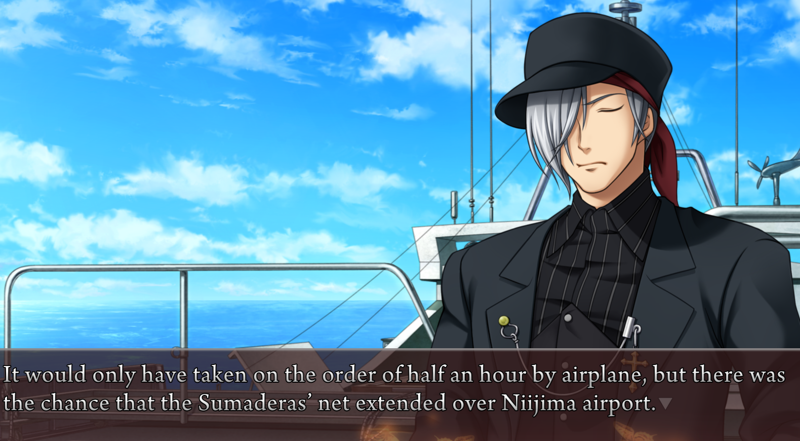 It would only have taken on the order of half an hour by airplane, but there was
the chance that the Sumaderas’ net extended over Niijima airport.